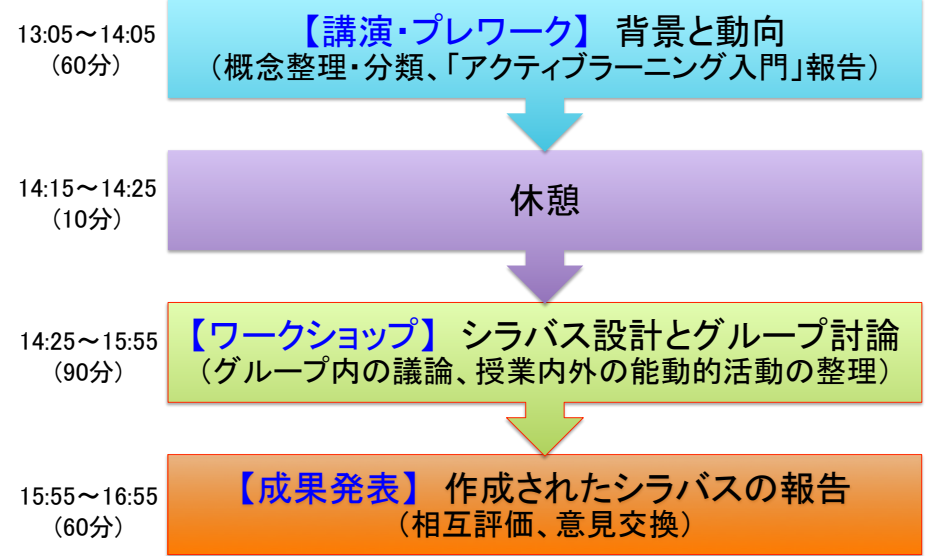 13:05～14:05
（60分）
【講演・プレワーク】 背景と動向
（概念整理・分類、「アクティブラーニング入門」報告）
14:15～14:25
（10分）
休憩
14:25～15:55
（90分）
【ワークショップ】 シラバス設計とグループ討論
（グループ内の議論、授業内外の能動的活動の整理）
15:55～16:55
（60分）
【成果発表】 作成されたシラバスの報告
（相互評価、意見交換）